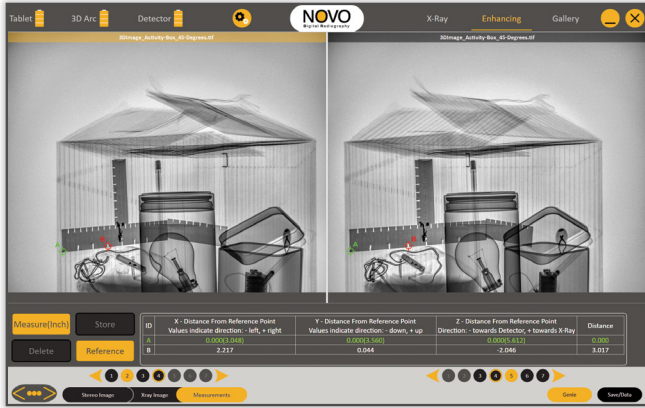 Tablet
3D Arc
Detector
NOVO
Digital Radiography
X-Ray
Enhancing
Gallery
3DImage_Activity-Box_45-Degrees.tif
3DImage_Activity-Box_45-Degrees.tif
A
B
A
B
Measure(Inch)
Store
Delete
Reference
ID
X - Distance From Reference Point
Values indicate direction: - left, + right
Y - Distance From Reference Point
Values indicate direction: - down, + up
Z - Distance From Reference Point
Direction: - towards Detector, + towards X-Ray
Distance
A 0.000(3.048) 0.000(3.560) 0.000(5.612) 0.000
B 2.217 0.044 -2.046 3.017
1 2 3 4 5 6 7
1 2 3 4 5 6 7
Stereo Image
Xray Image
Measurements
Genie
Save/Data